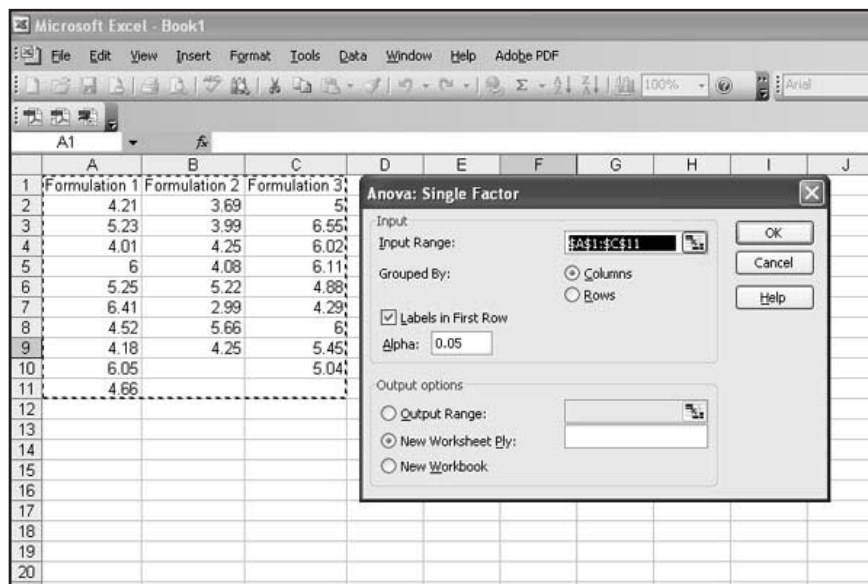 Microsoft Excel - Book1
File Edit View Insert Format Tools Data Window Help Adobe PDF
100% Arial
A1 fx
A B C D E F G H I J
1 Formulation 1 Formulation 2 Formulation 3
2 4.21 3.69 5
3 5.23 3.99 6.55
4 4.01 4.25 6.02
5 6 4.08 6.11
6 5.25 5.22 4.88
7 6.41 2.99 4.29
8 4.52 5.66 6
9 4.18 4.25 5.45
10 6.05 5.04
11 4.66
12
13
14
15
16
17
18
19
20
Anova: Single Factor
Input
Input Range: $A$1:$C$11
Grouped By: Columns
Rows
Labels in First Row
Alpha: 0.05
OK
Cancel
Help
Output options
Output Range:
New Worksheet Ply:
New Workbook